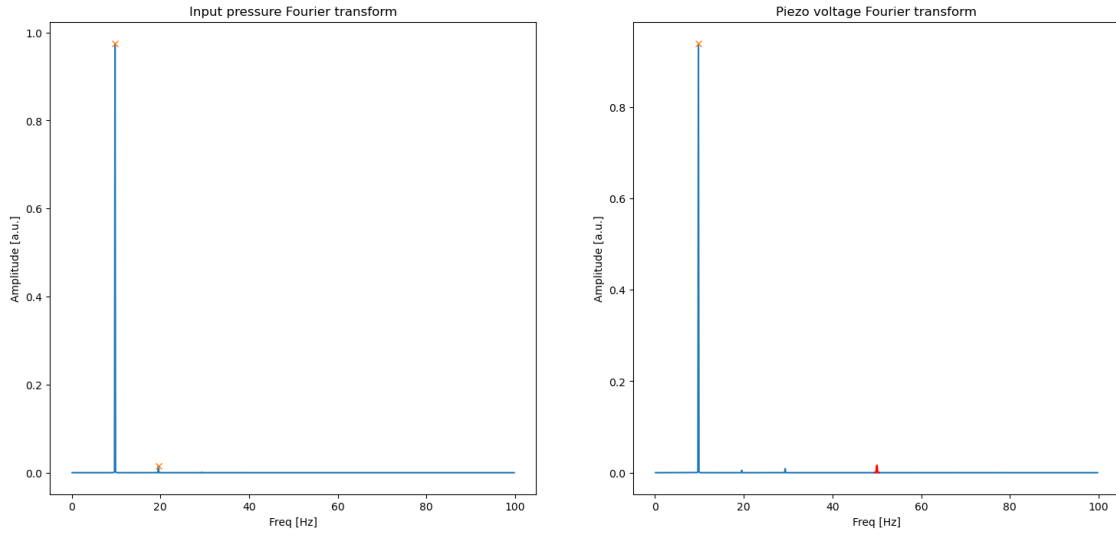 Input pressure Fourier transform
1.0
0.8
0.6
0.4
0.2
0.0
Amplitude [a.u.]
0 20 40 60 80 100
Freq [Hz]
Piezo voltage Fourier transform
0.8
0.6
0.4
0.2
0.0
Amplitude [a.u.]
0 20 40 60 80 100
Freq [Hz]